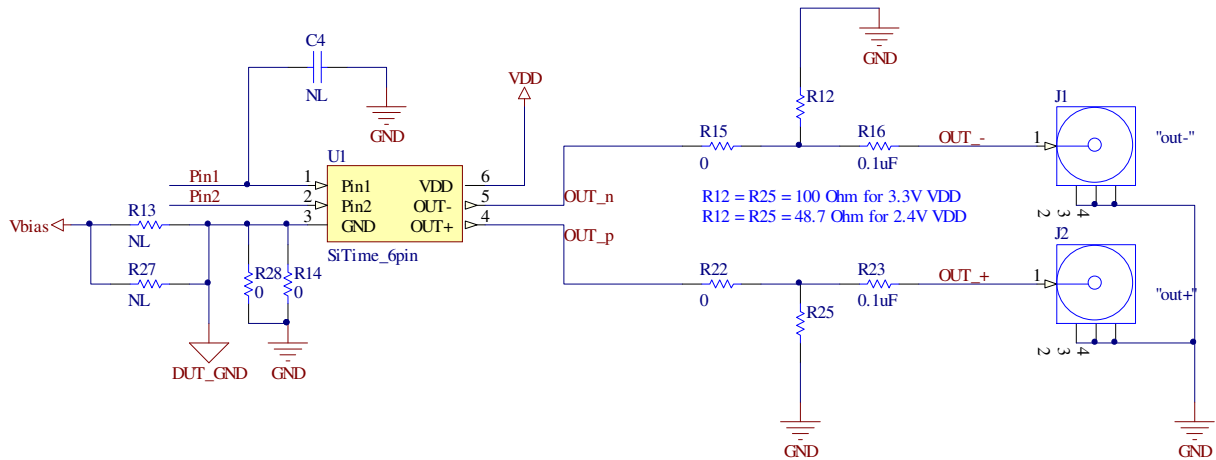 C4
NL
GND
VDD
GND
R12
J1
"out-"
R15
0
R16
0.1uF
OUT_-
1
2 3 4
U1
Pin1
Pin2
1
2
3
Pin1
Pin2
GND
VDD
OUT-
OUT+
6
5
4
SiTime_6pin
OUT_n
OUT_p
R12 = R25 = 100 Ohm for 3.3V VDD
R12 = R25 = 48.7 Ohm for 2.4V VDD
Vbias
R13
NL
R27
NL
R28
0
R14
0
DUT_GND
GND
R22
0
R23
0.1uF
R25
GND
OUT_+
J2
1
"out+"
2 3 4
GND